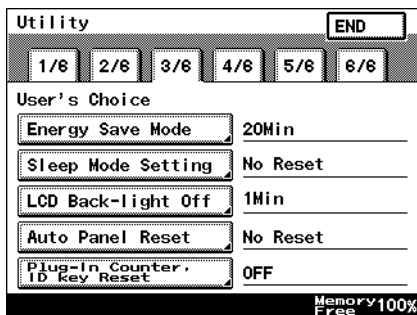 Utility
END
1/6 2/6 3/6 4/6 5/6 6/6
User's Choice
Energy Save Mode 20Min
Sleep Mode Setting No Reset
LCD Back-light Off 1Min
Auto Panel Reset No Reset
Plug-In Counter,
ID key Reset OFF
Memory
Free 100%